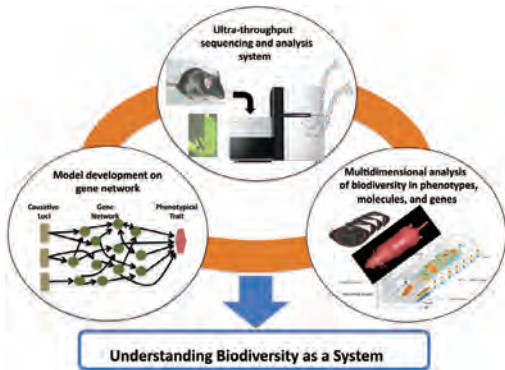 Ultra-throughput
sequencing and analysis
system
Model development on
gene network
Causative
Loci
Gene
Network
Phenotypical
Trait
Multidimensional analysis
of biodiversity in phenotypes,
molecules, and genes
Understanding Biodiversity as a System